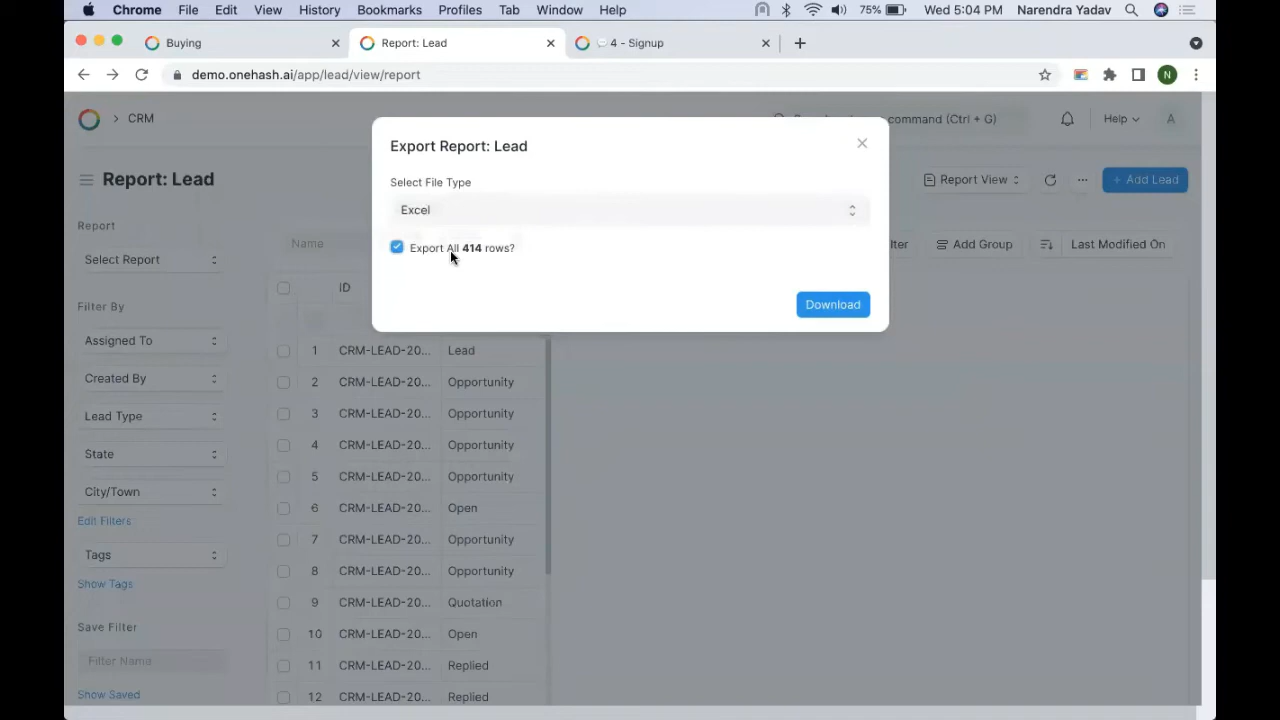 Chrome File Edit View History Bookmarks Profiles Tab Window Help 75% Wed 5:04 PM Narendra Yadav
Buying Report: Lead 4 - Signup
demo.onehash.ai/app/lead/view/report N
CRM command (Ctrl + G) Help A
Export Report: Lead
Report: Lead Report View + Add Lead
Select File Type
Excel
Report
Name Add Group Last Modified On
Export All 414 rows?
Select Report
ID
Filter By
Download
Assigned To
1 CRM-LEAD-20... Lead
Created By
2 CRM-LEAD-20... Opportunity
Lead Type
3 CRM-LEAD-20... Opportunity
State
4 CRM-LEAD-20... Opportunity
5 CRM-LEAD-20... Opportunity
City/Town
6 CRM-LEAD-20... Open
Edit Filters
7 CRM-LEAD-20... Opportunity
Tags
8 CRM-LEAD-20... Opportunity
Show Tags
9 CRM-LEAD-20... Quotation
Save Filter
10 CRM-LEAD-20... Open
Filter Name
11 CRM-LEAD-20... Replied
Show Saved
12 CRM-LEAD-20... Replied